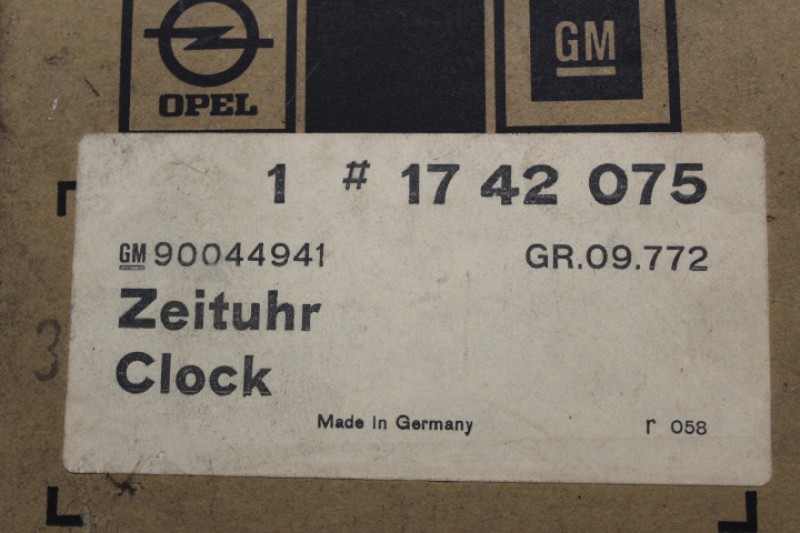 OPEL
GM
1 # 17 42 075
GM 90044941 GR.09.772
Zeituhr
Clock
Made in Germany r 058
3